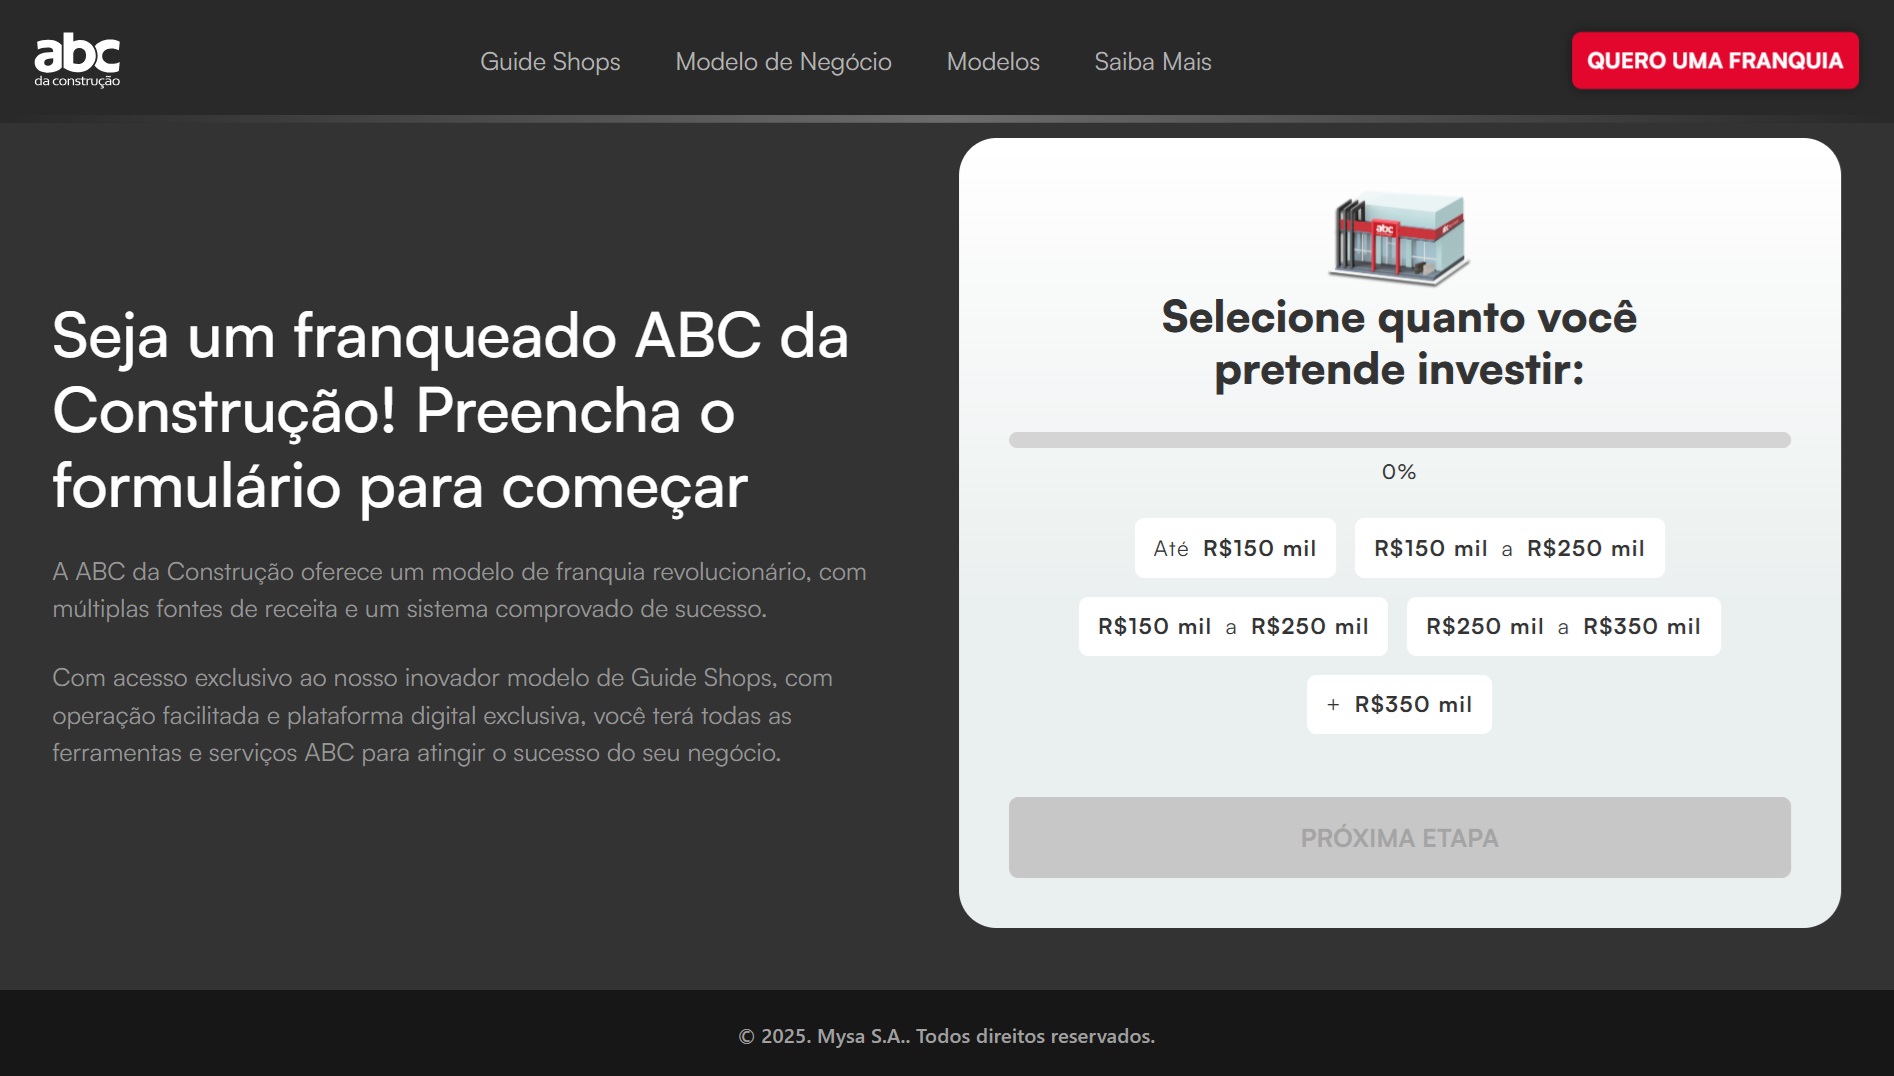 abc
da construção
Guide Shops
Modelo de Negócio
Modelos
Saiba Mais
QUERO UMA FRANQUIA
Seja um franqueado ABC da
Construção! Preencha o
formulário para começar
A ABC da Construção oferece um modelo de franquia revolucionário, com
múltiplas fontes de receita e um sistema comprovado de sucesso.
Com acesso exclusivo ao nosso inovador modelo de Guide Shops, com
operação facilitada e plataforma digital exclusiva, você terá todas as
ferramentas e serviços ABC para atingir o sucesso do seu negócio.
abc
Selecione quanto você
pretende investir:
0%
Até R$150 mil
R$150 mil a R$250 mil
R$150 mil a R$250 mil
R$250 mil a R$350 mil
+ R$350 mil
PRÓXIMA ETAPA
© 2025. Mysa S.A.. Todos direitos reservados.